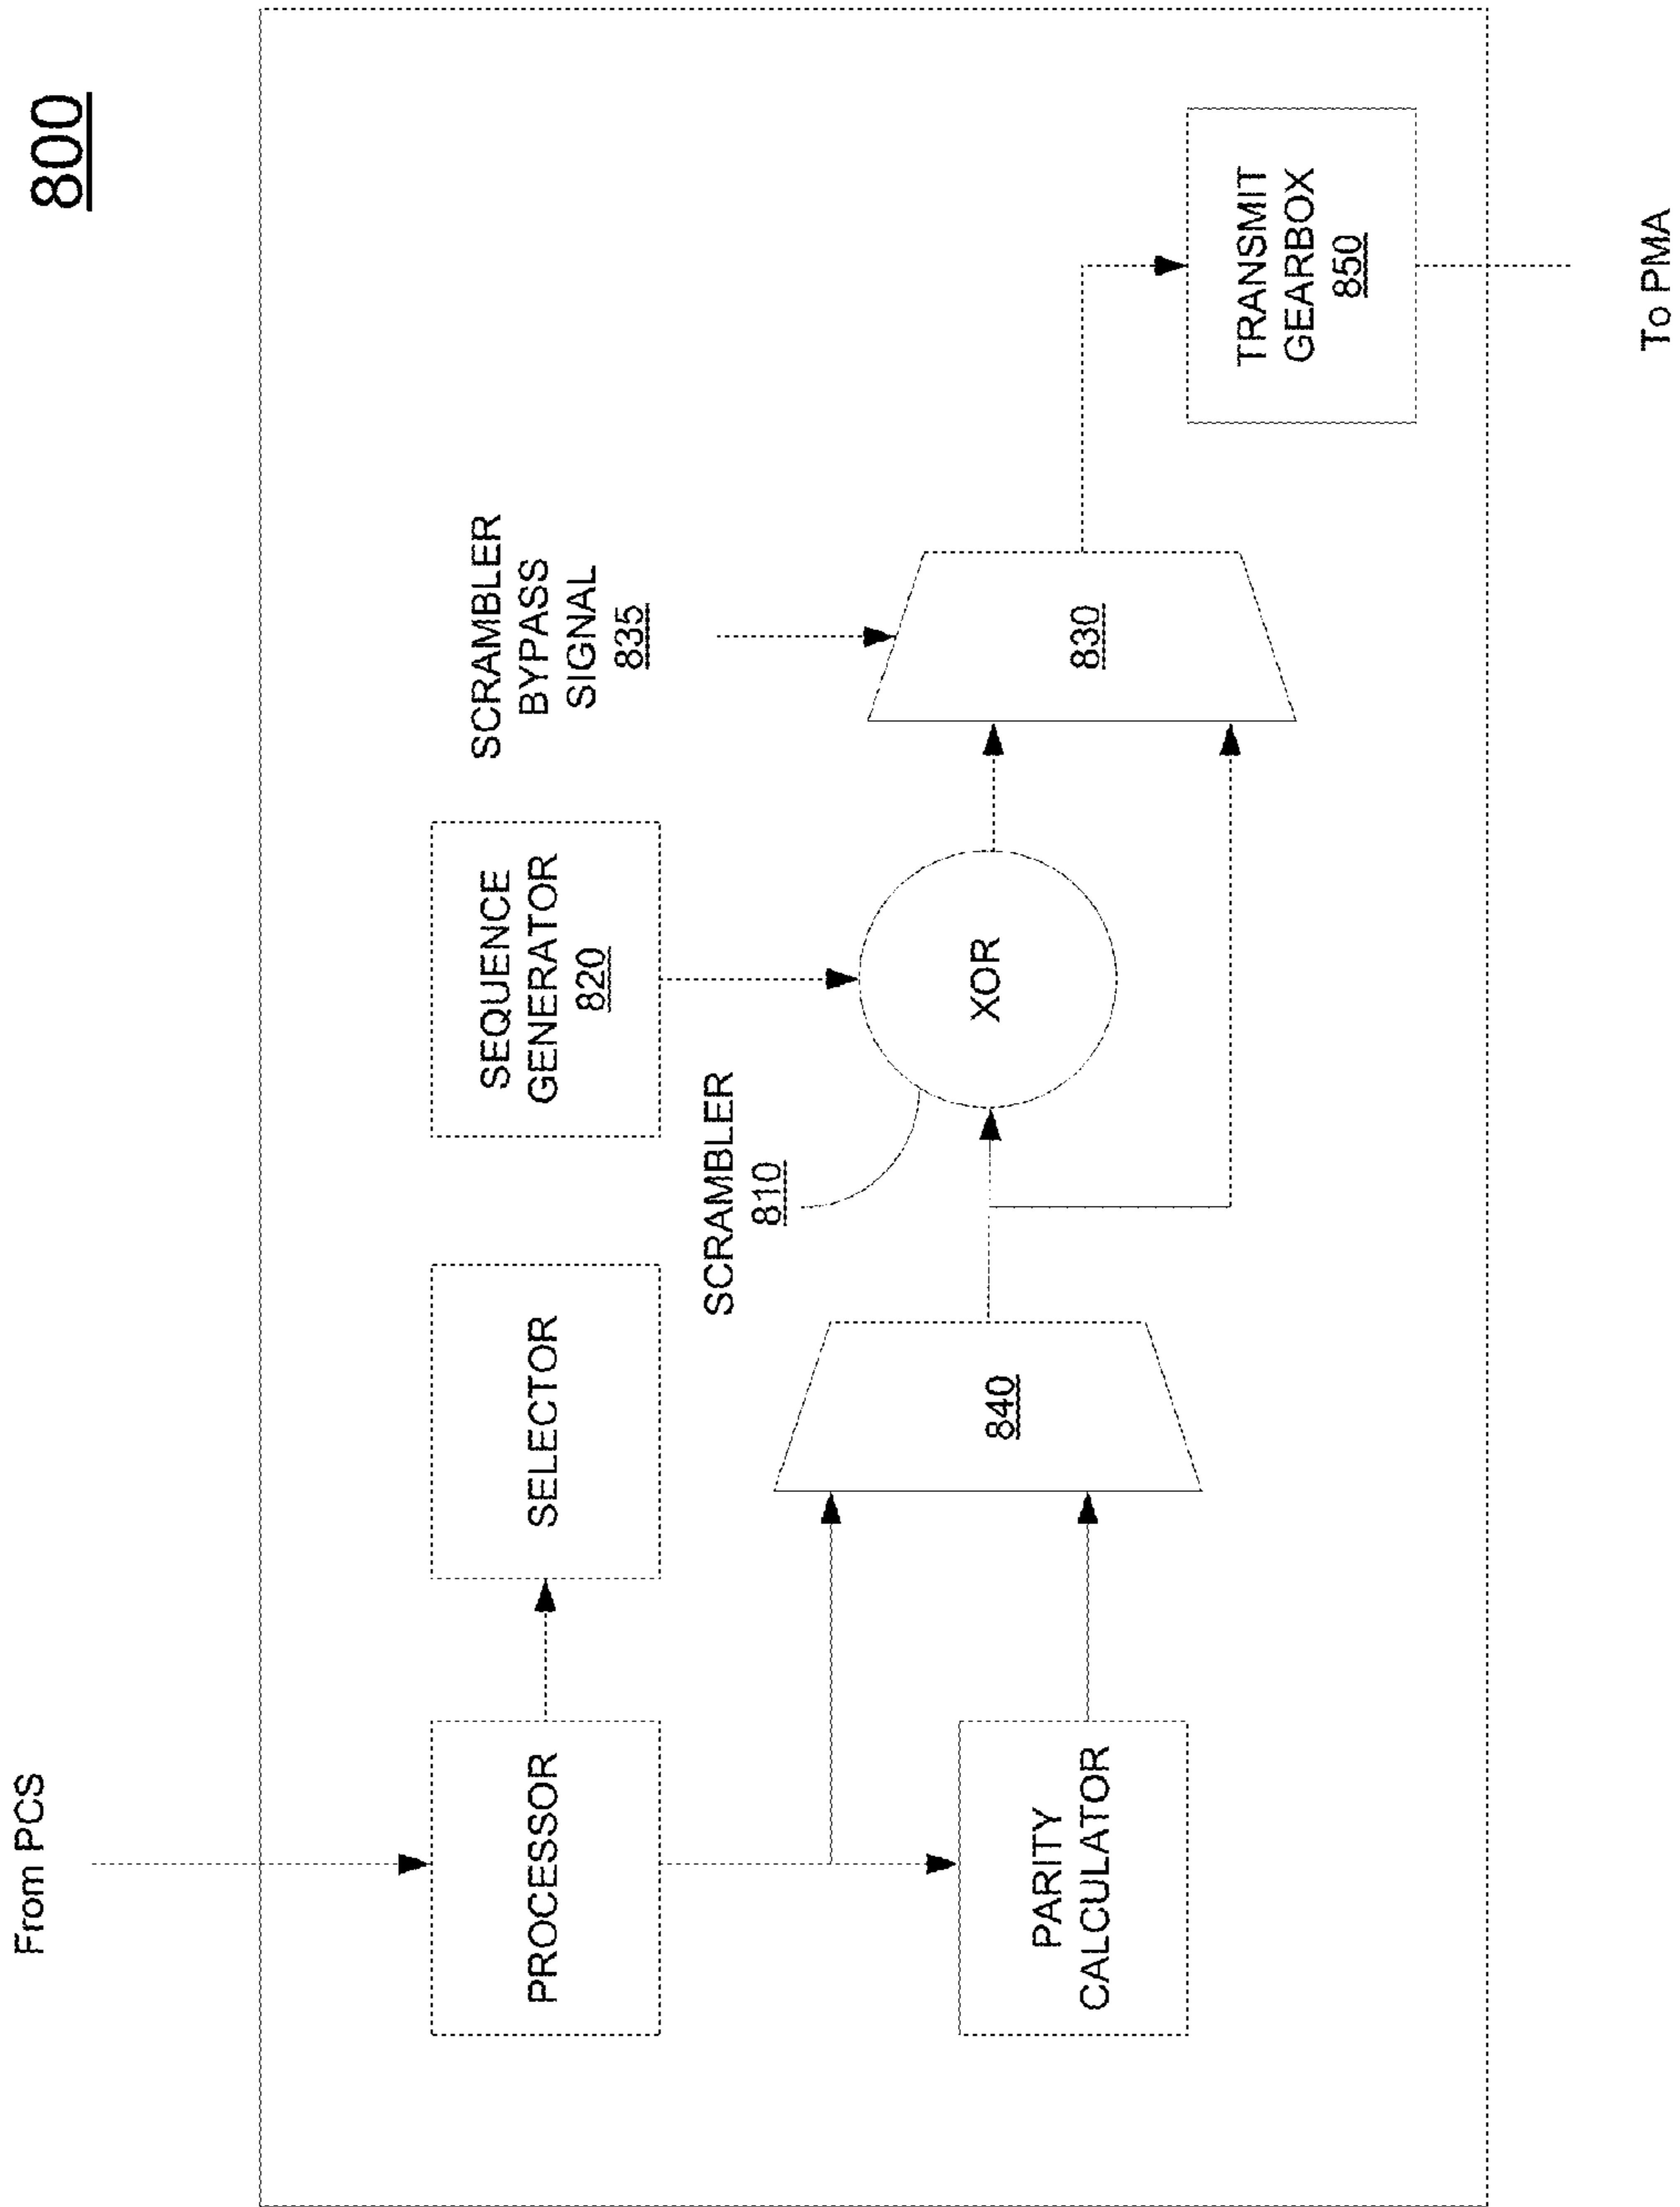 800
From PCS
PROCESSOR
SELECTOR
SEQUENCE
GENERATOR
820
SCRAMBLER
BYPASS
SIGNAL
835
SCRAMBLER
810
PARITY
CALCULATOR
840
XOR
830
TRANSMIT
GEARBOX
850
To PMA